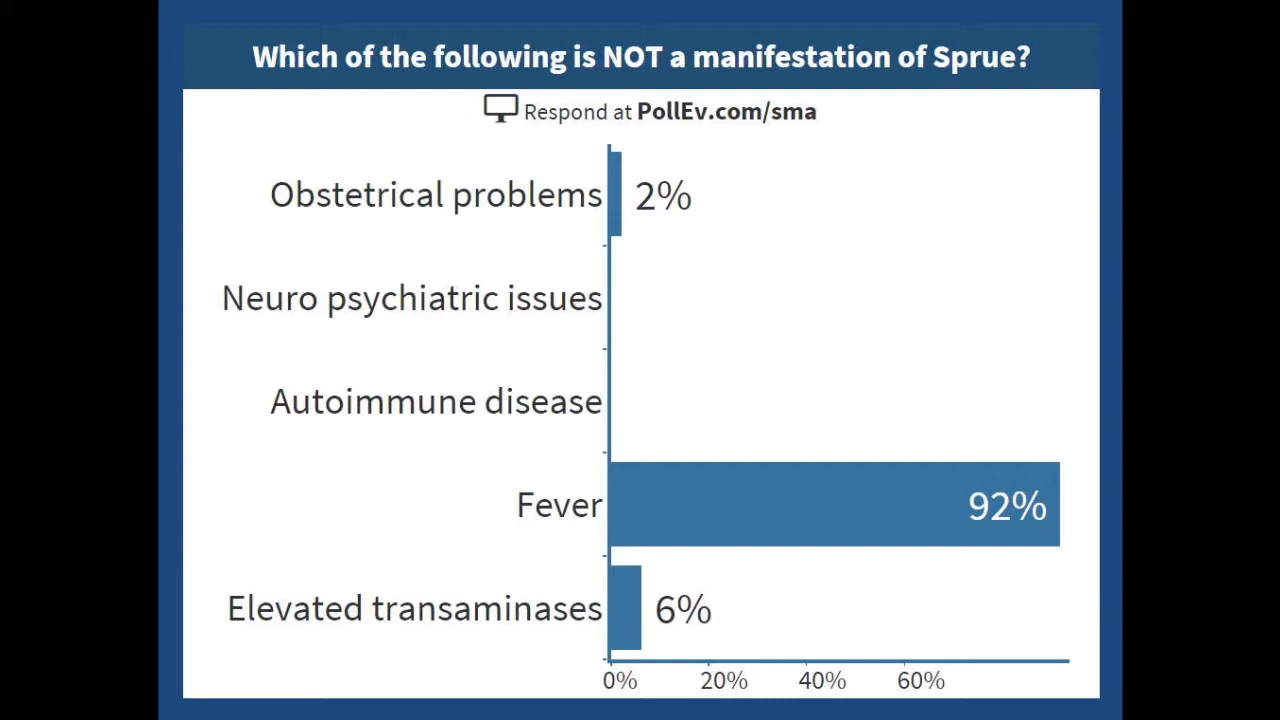 Which of the following is NOT a manifestation of Sprue?
Respond at PollEv.com/sma
Obstetrical problems 2%
Neuro psychiatric issues
Autoimmune disease
Fever 92%
Elevated transaminases 6%
0% 20% 40% 60%